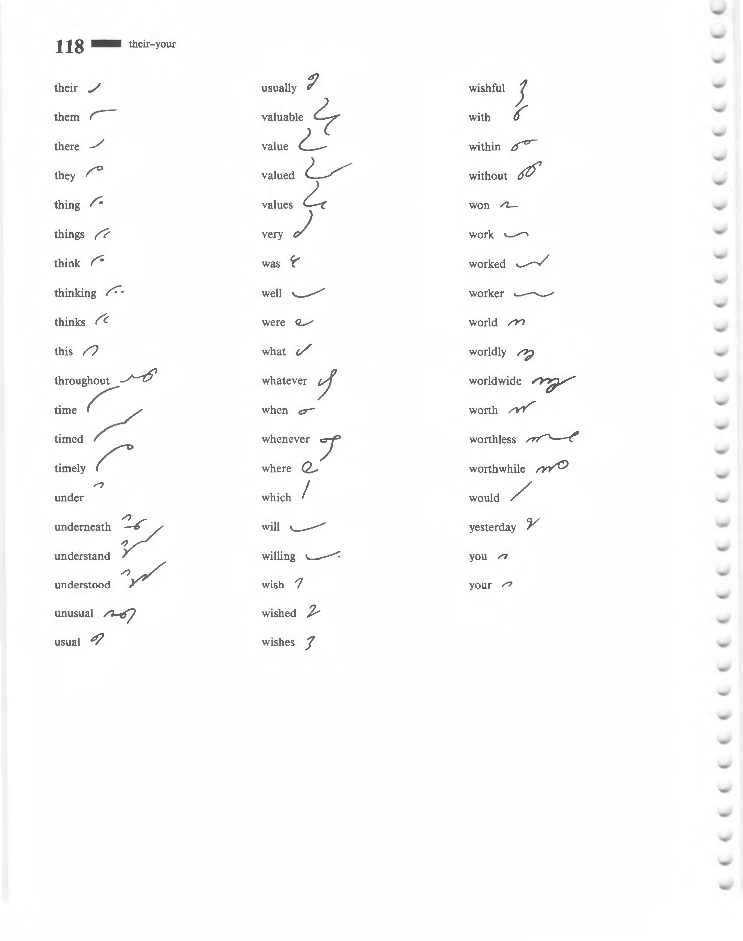 118 their–your
their
them
there
they
thing
things
think
thinking
thinks
this
throughout
time
timed
timely
under
underneath
understand
understood
unusual
usual
usually
valuable
value
valued
values
very
was
well
were
what
whatever
when
whenever
where
which
will
willing
wish
wished
wishes
wishful
with
within
without
won
work
worked
worker
world
worldly
worldwide
worth
worthless
worthwhile
would
yesterday
you
your